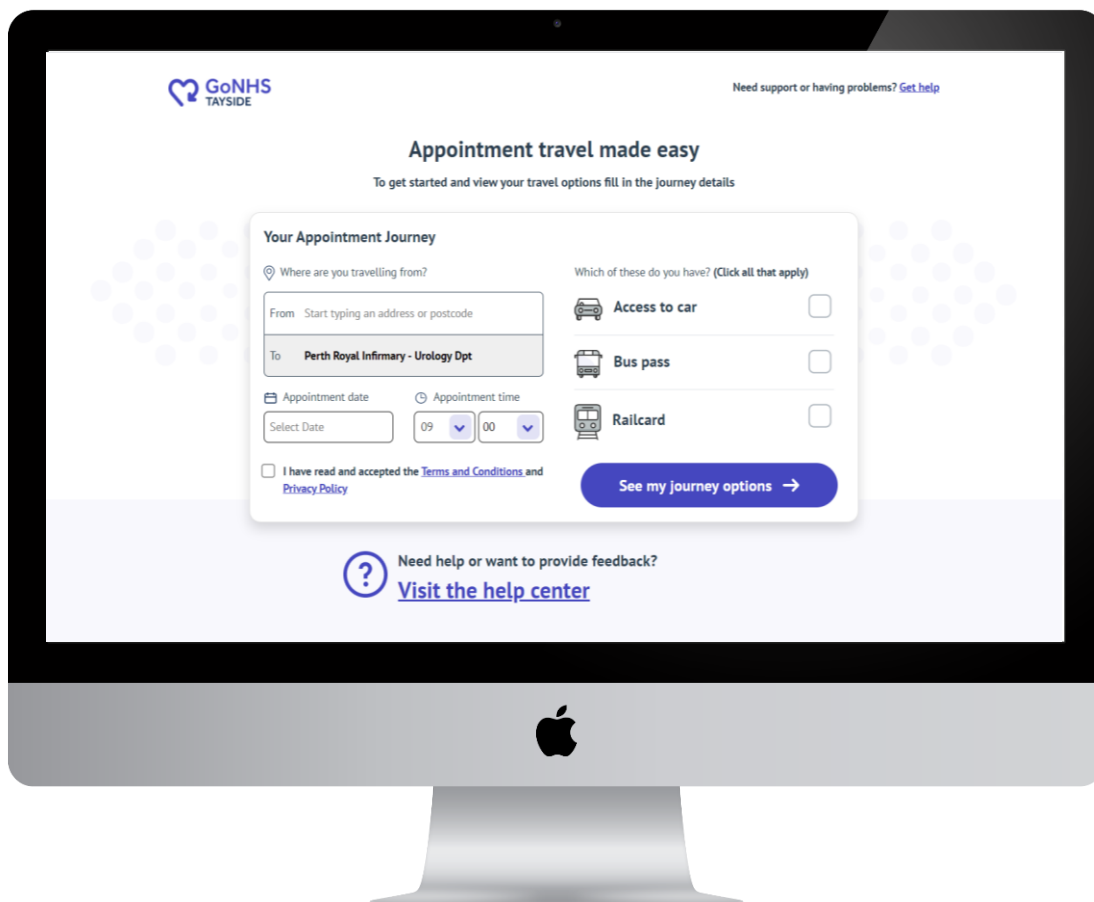 GoNHS
TAYSIDE
Need support or having problems? Get help
Appointment travel made easy
To get started and view your travel options fill in the journey details
Your Appointment Journey
Where are you travelling from?
From Start typing an address or postcode
To Perth Royal Infirmary - Urology Dpt
Appointment date
Appointment time
Select Date
09
00
I have read and accepted the Terms and Conditions and
Privacy Policy
Which of these do you have? (Click all that apply)
Access to car
Bus pass
Railcard
See my journey options
Need help or want to provide feedback?
Visit the help center